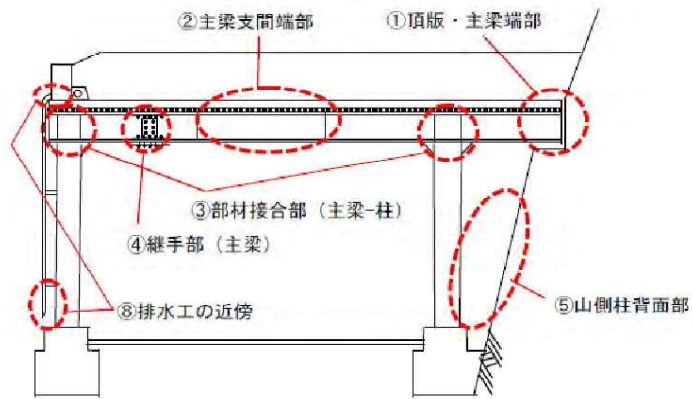 ②主梁支間端部
①頂版・主梁端部
③部材接合部（主梁-柱）
④継手部（主梁）
⑧排水工の近傍
⑤山側柱背面部